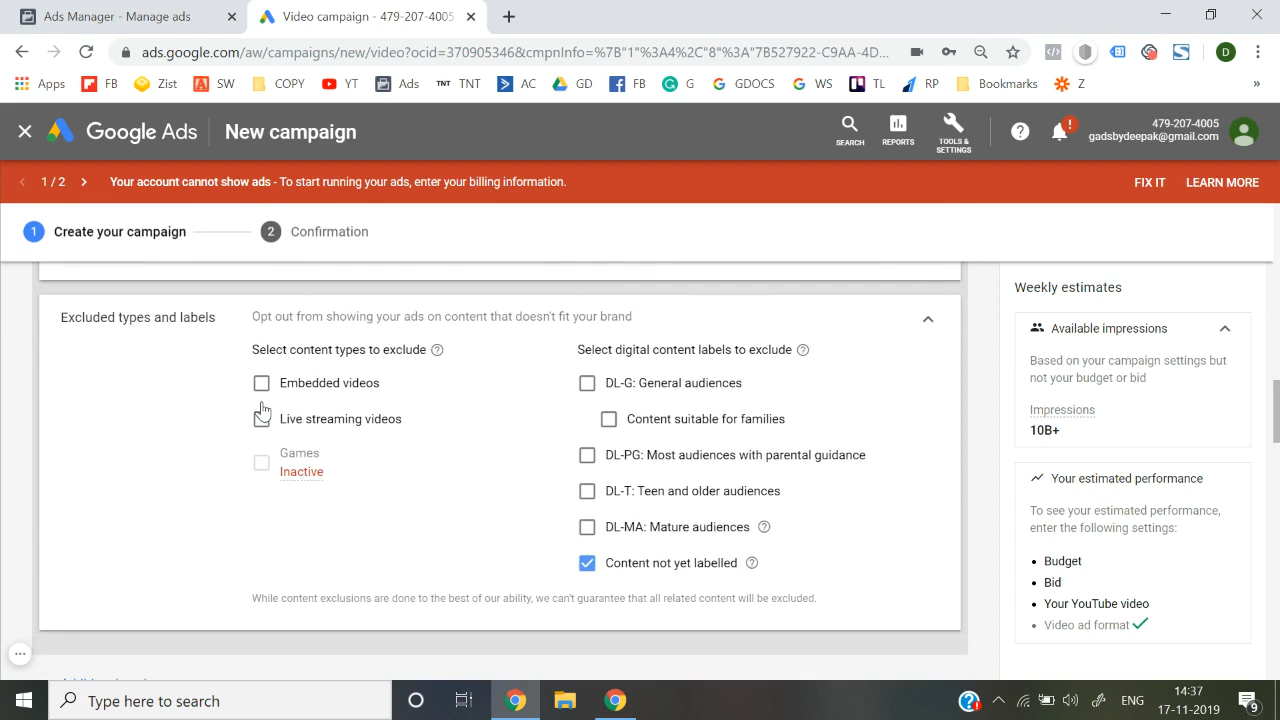 Ads Manager - Manage ads
Video campaign - 479-207-4005
ads.google.com/aw/campaigns/new/video?ocid=370905346&cmpnInfo=%7B"1"%3A4%2C"8"%3A"7B527922-C9AA-4D...
D
Apps
FB
Zist
SW
COPY
YT
Ads
TNT TNT
AC
GD
FB
G
GDOCS
WS
TL
RP
Bookmarks
Z
»
Google Ads
New campaign
SEARCH
REPORTS
TOOLS & SETTINGS
479-207-4005
gadsbydeepak@gmail.com
1 / 2
Your account cannot show ads - To start running your ads, enter your billing information.
FIX IT
LEARN MORE
1 Create your campaign
2 Confirmation
Excluded types and labels
Opt out from showing your ads on content that doesn't fit your brand
Select content types to exclude
Embedded videos
Live streaming videos
Games
Inactive
Select digital content labels to exclude
DL-G: General audiences
Content suitable for families
DL-PG: Most audiences with parental guidance
DL-T: Teen and older audiences
DL-MA: Mature audiences
Content not yet labelled
While content exclusions are done to the best of our ability, we can't guarantee that all related content will be excluded.
Weekly estimates
Available impressions
Based on your campaign settings but
not your budget or bid
Impressions
10B+
Your estimated performance
To see your estimated performance,
enter the following settings:
Budget
Bid
Your YouTube video
Video ad format
Type here to search
ENG
14:37
17-11-2019
9